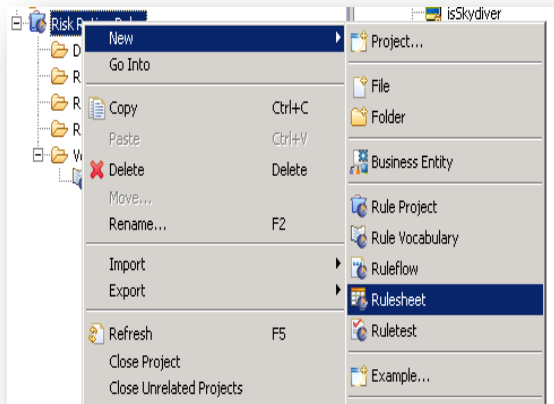 isSkydiver
Risk R
New
Project...
Go Into
File
Folder
Copy Ctrl+C
Paste Ctrl+V
Business Entity
Delete Delete
Move...
Rename... F2
Rule Project
Rule Vocabulary
Ruleflow
Import
Export
Rulesheet
Ruletest
Refresh F5
Close Project
Close Unrelated Projects
Example...